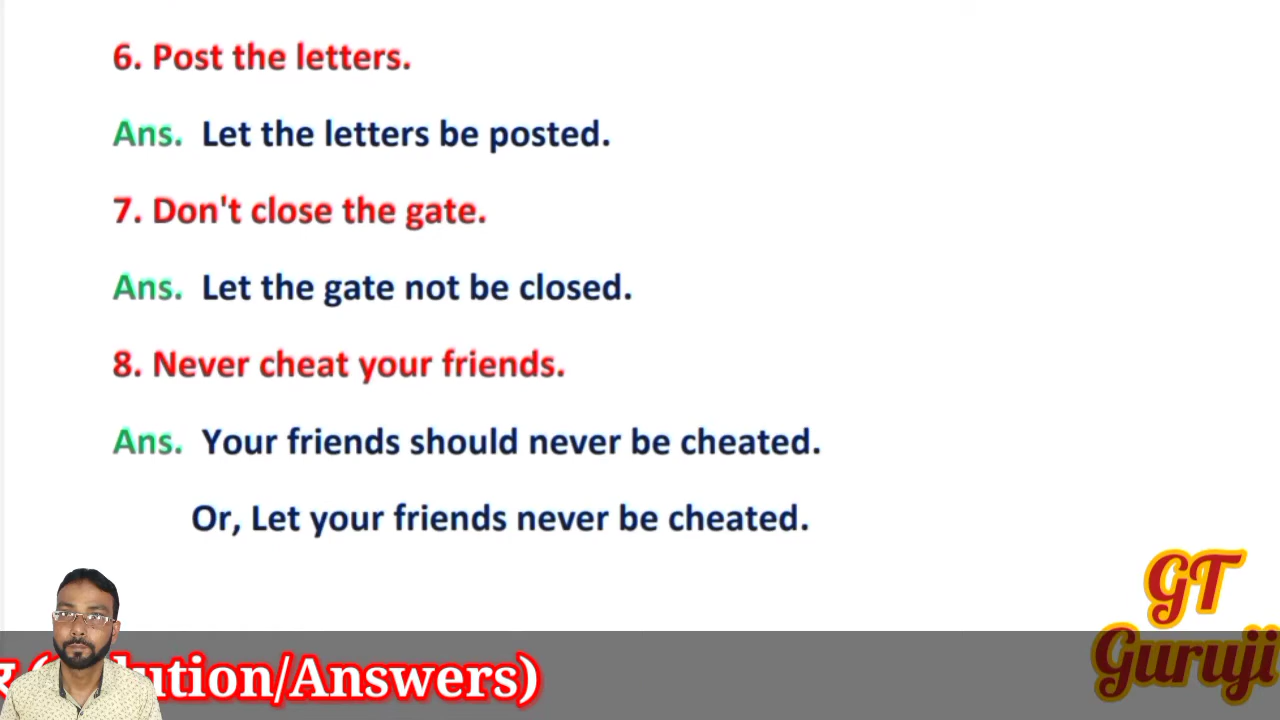 6. Post the letters.
Ans. Let the letters be posted.
7. Don't close the gate.
Ans. Let the gate not be closed.
8. Never cheat your friends.
Ans. Your friends should never be cheated.
Or, Let your friends never be cheated.
GT
Guruji
/Answers)